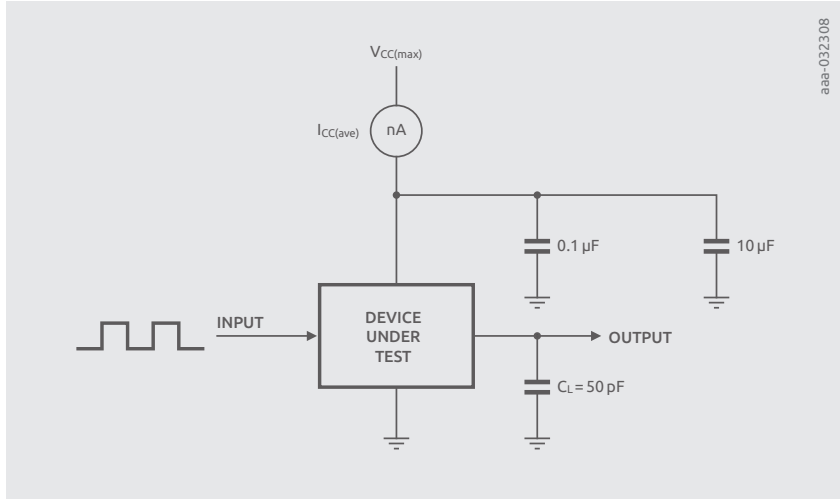 aaa-032308
VCC(max)
ICC(ave)
nA
0.1 µF
10 µF
INPUT
DEVICE
UNDER
TEST
OUTPUT
CL = 50 pF